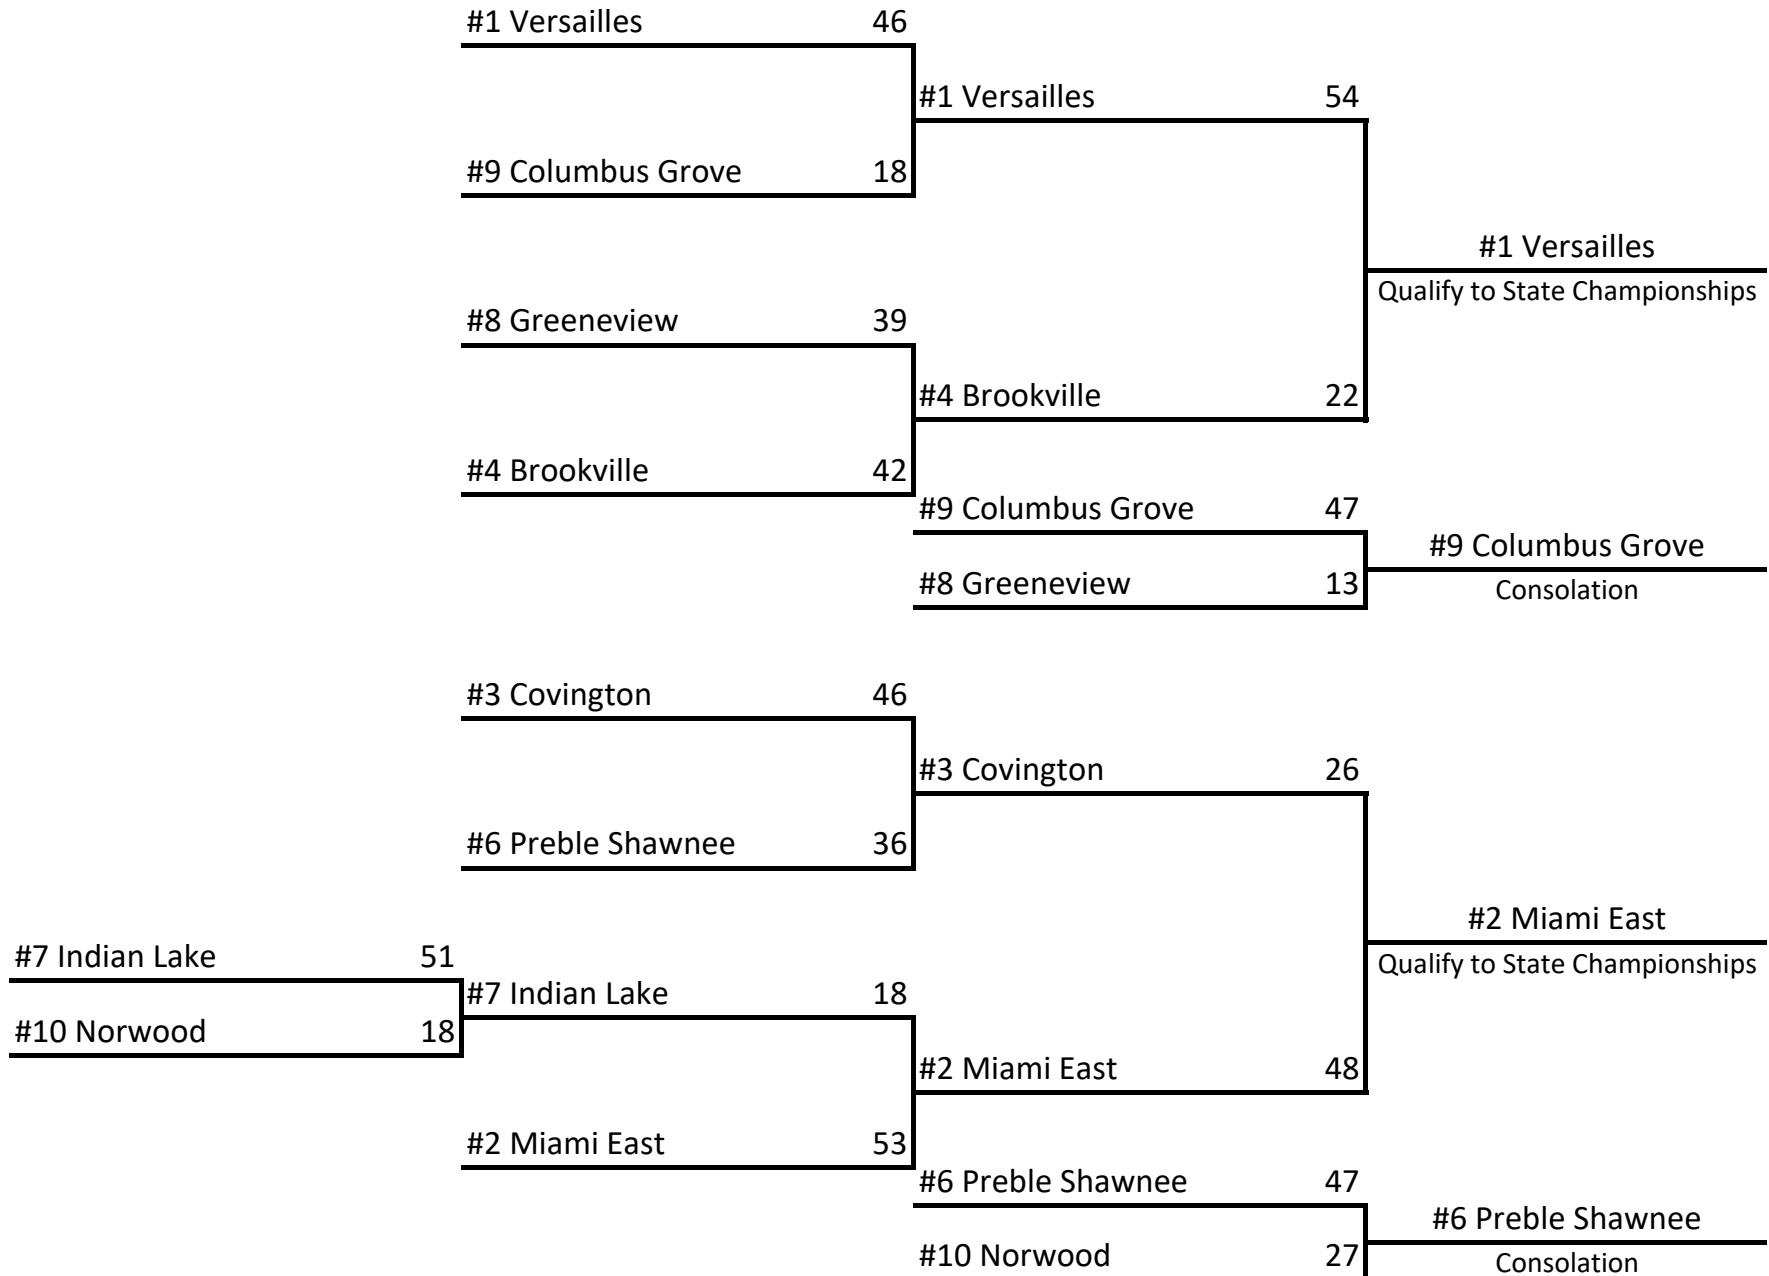 #1 Versailles 46
#1 Versailles 54
#9 Columbus Grove 18
#1 Versailles
Qualify to State Championships
#8 Greeneview 39
#4 Brookville 22
#4 Brookville 42
#9 Columbus Grove 47
#9 Columbus Grove
#8 Greeneview 13
Consolation
#3 Covington 46
#3 Covington 26
#6 Preble Shawnee 36
#2 Miami East
#7 Indian Lake 51
Qualify to State Championships
#7 Indian Lake 18
#10 Norwood 18
#2 Miami East 48
#2 Miami East 53
#6 Preble Shawnee 47
#6 Preble Shawnee
#10 Norwood 27
Consolation